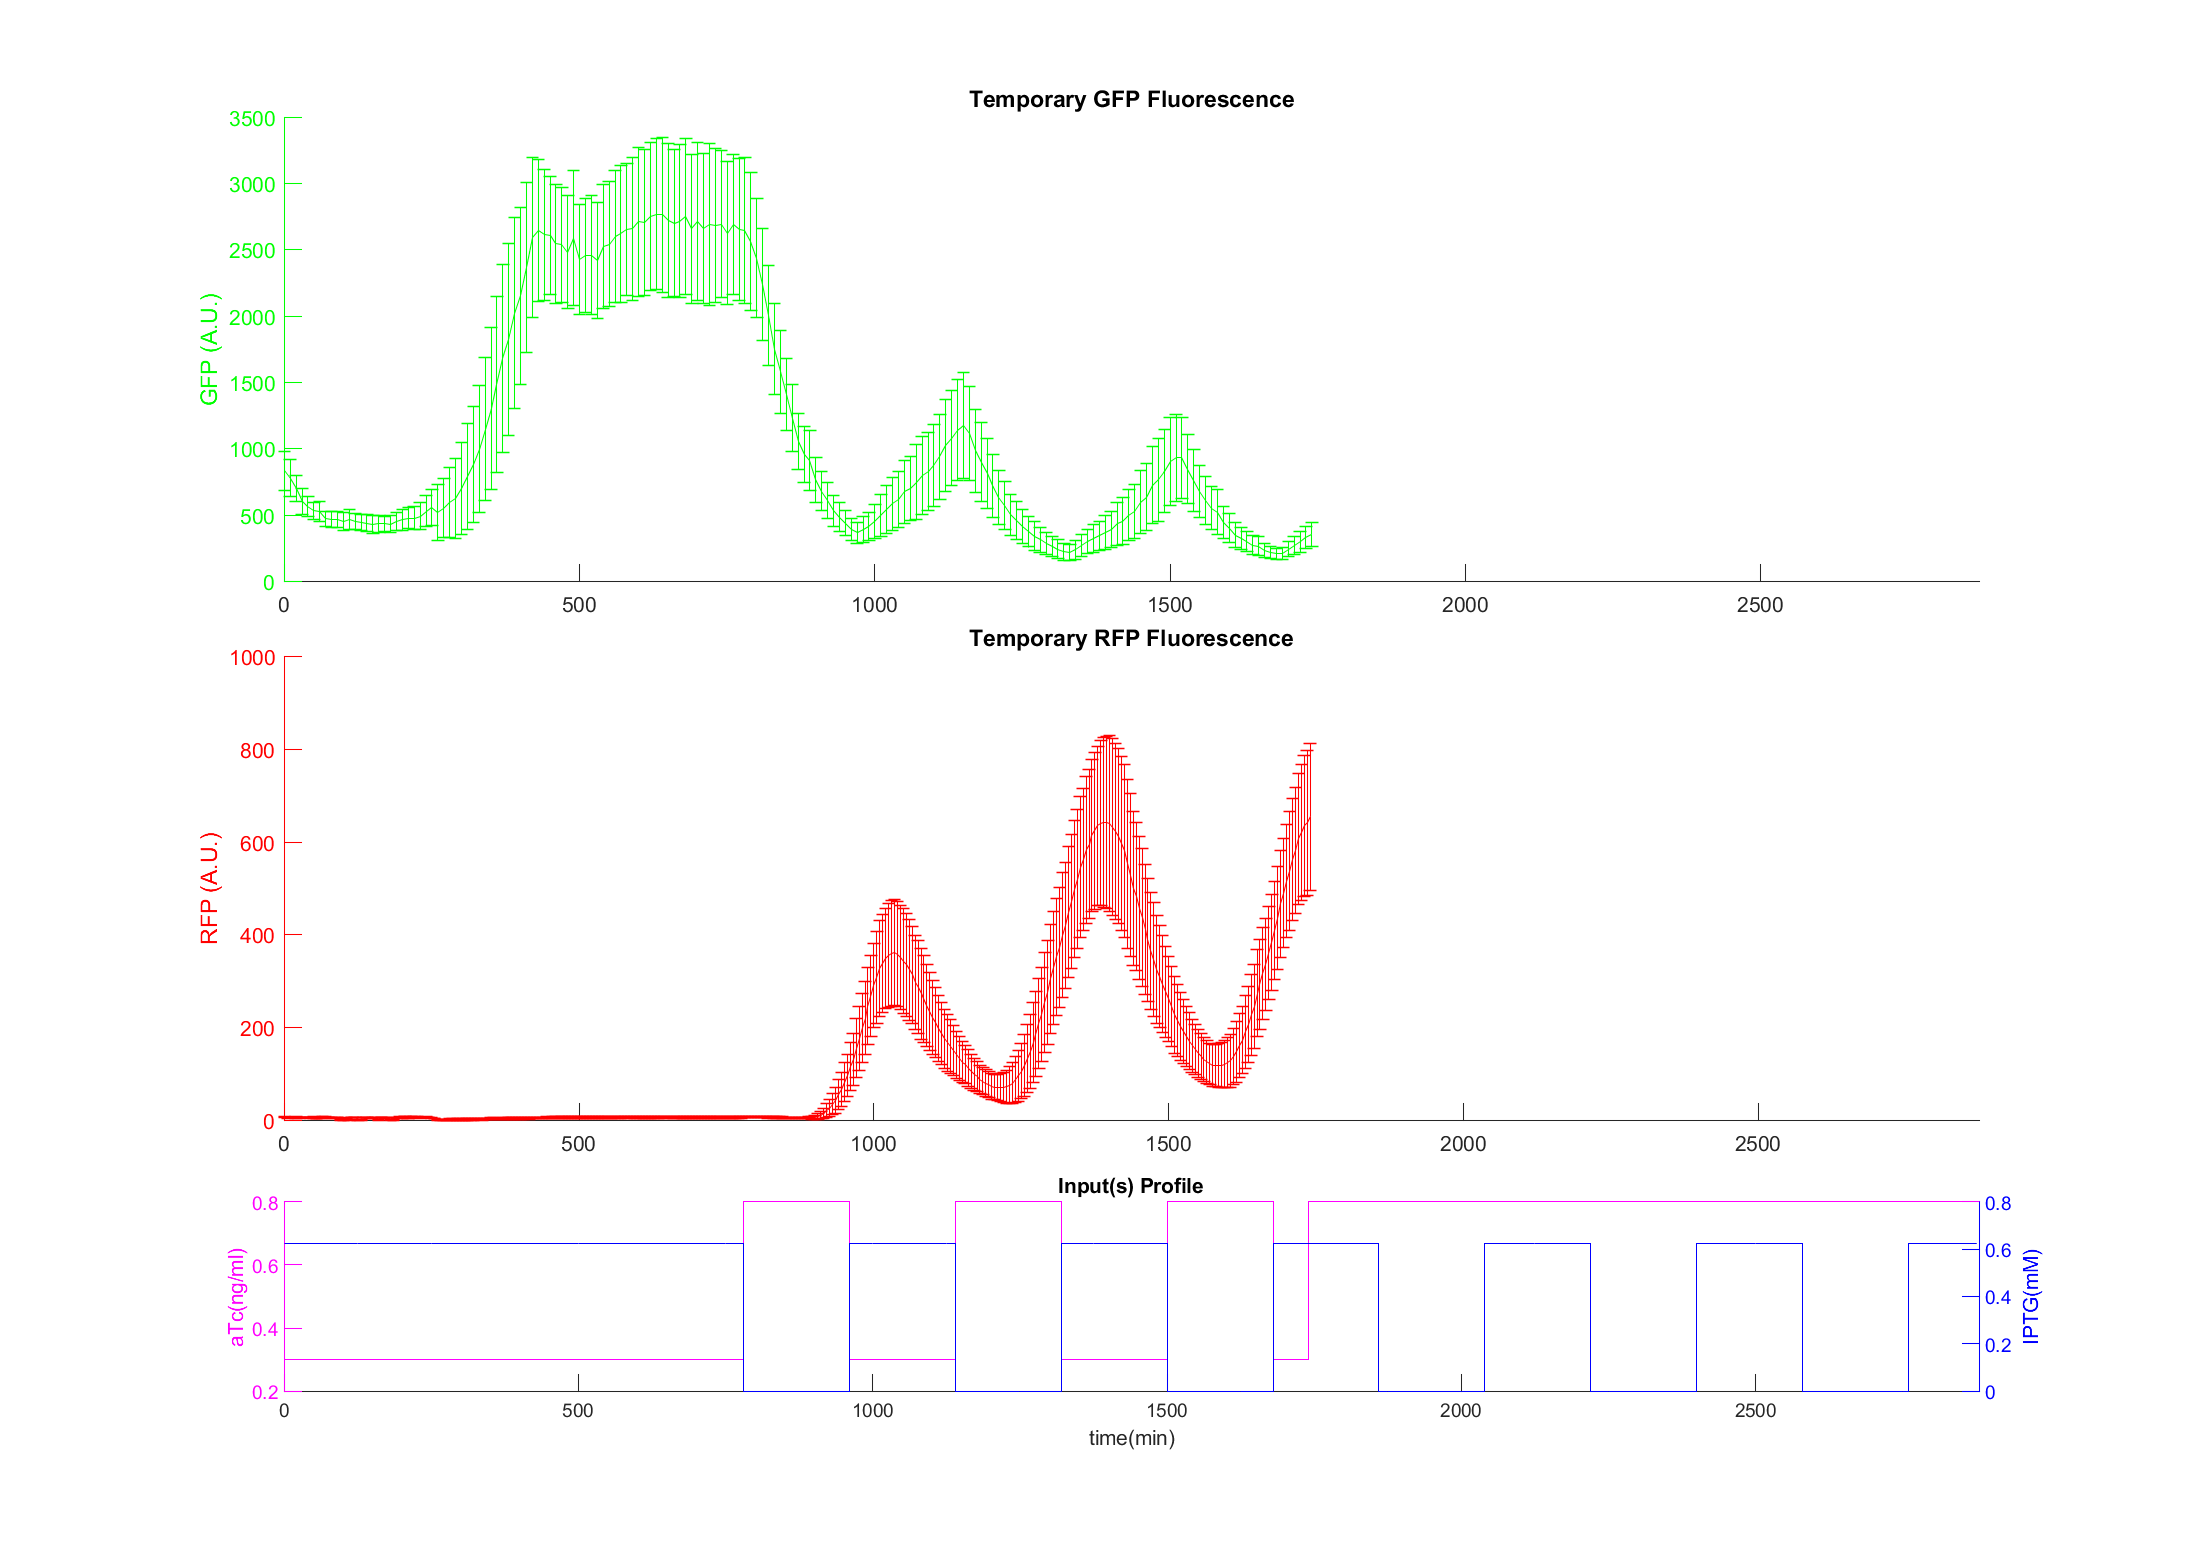 Temporary GFP Fluorescence
GFP (A.U.)
3500
3000
2500
2000
1500
1000
500
0
0 500 1000 1500 2000 2500
Temporary RFP Fluorescence
RFP (A.U.)
1000
800
600
400
200
0
0 500 1000 1500 2000 2500
Input(s) Profile
aTc(ng/ml)
0.8
0.6
0.4
0.2
0.8
0.6
0.4
0.2
0
IPTG(mM)
0 500 1000 1500 2000 2500
time(min)